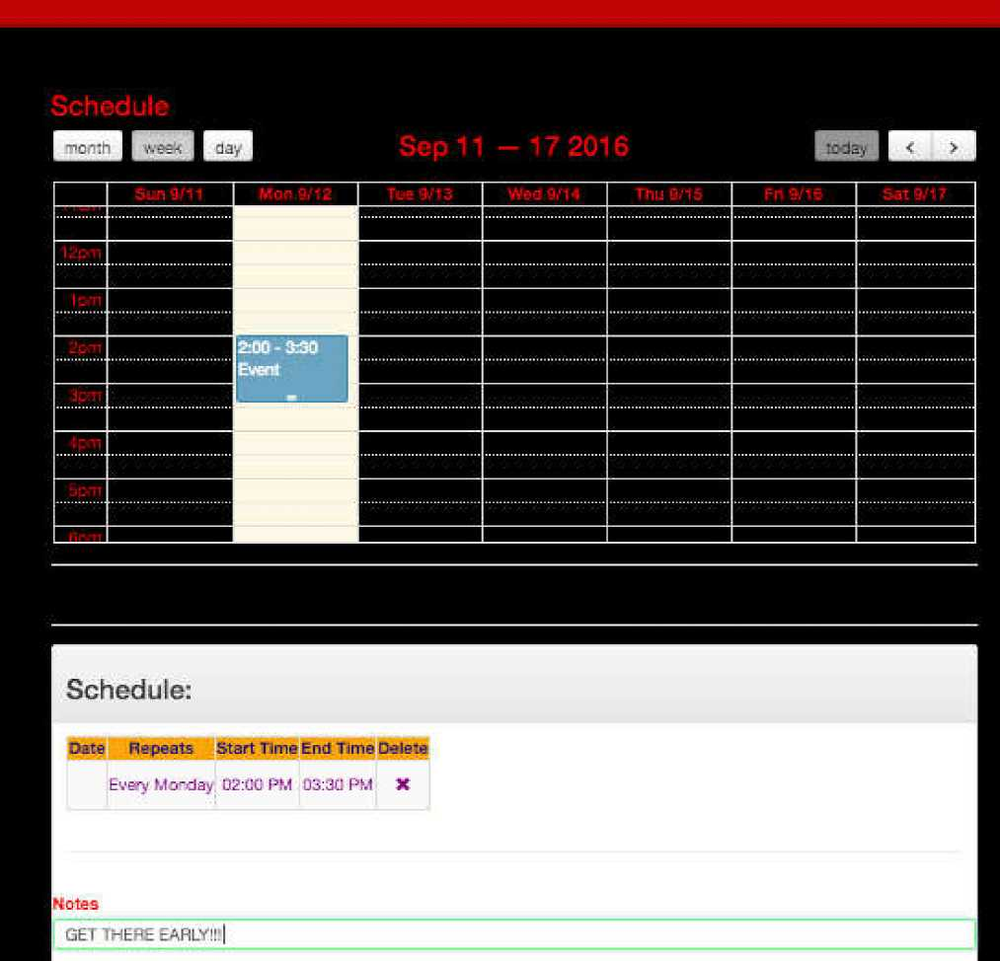 Schedule
month week day Sep 11 — 17 2016 today < >
Sun 9/11 Mon 9/12 Tue 9/13 Wed 9/14 Thu 9/15 Fri 9/16 Sat 9/17
12pm
1pm
2pm 2:00 - 3:30
Event
3pm
4pm
5pm
6pm
Schedule:
Date Repeats Start Time End Time Delete
Every Monday 02:00 PM 03:30 PM ✖
Notes
GET THERE EARLY!!!